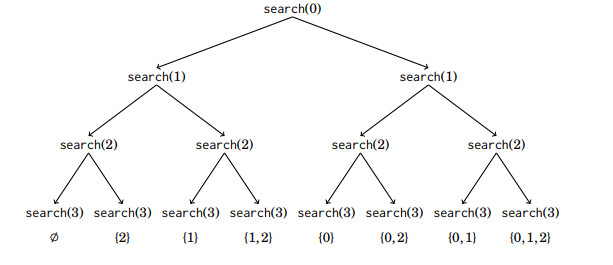 search(0)
search(1) search(1)
search(2) search(2) search(2) search(2)
search(3) search(3) search(3) search(3) search(3) search(3) search(3) search(3)
∅ {2} {1} {1,2} {0} {0,2} {0,1} {0,1,2}